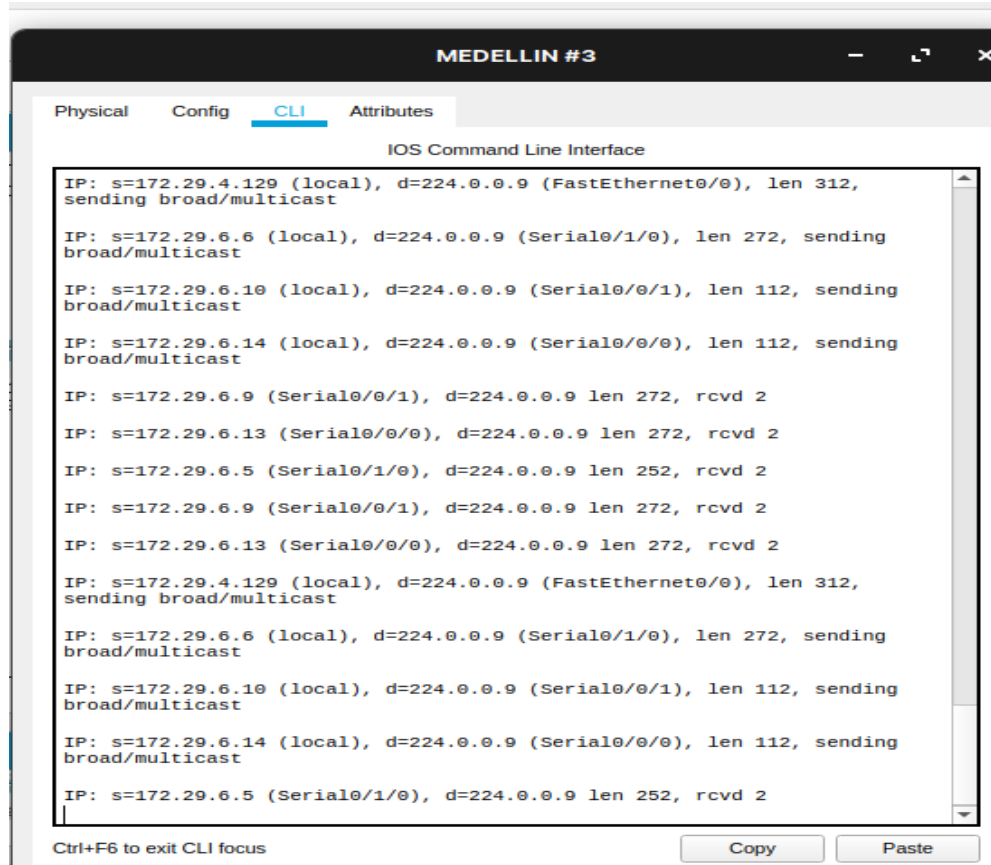 MEDELLIN #3
Physical Config CLI Attributes
IOS Command Line Interface
IP: s=172.29.4.129 (local), d=224.0.0.9 (FastEthernet0/0), len 312,
sending broad/multicast
IP: s=172.29.6.6 (local), d=224.0.0.9 (Serial0/1/0), len 272, sending
broad/multicast
IP: s=172.29.6.10 (local), d=224.0.0.9 (Serial0/0/1), len 112, sending
broad/multicast
IP: s=172.29.6.14 (local), d=224.0.0.9 (Serial0/0/0), len 112, sending
broad/multicast
IP: s=172.29.6.9 (Serial0/0/1), d=224.0.0.9 len 272, rcvd 2
IP: s=172.29.6.13 (Serial0/0/0), d=224.0.0.9 len 272, rcvd 2
IP: s=172.29.6.5 (Serial0/1/0), d=224.0.0.9 len 252, rcvd 2
IP: s=172.29.6.9 (Serial0/0/1), d=224.0.0.9 len 272, rcvd 2
IP: s=172.29.6.13 (Serial0/0/0), d=224.0.0.9 len 272, rcvd 2
IP: s=172.29.4.129 (local), d=224.0.0.9 (FastEthernet0/0), len 312,
sending broad/multicast
IP: s=172.29.6.6 (local), d=224.0.0.9 (Serial0/1/0), len 272, sending
broad/multicast
IP: s=172.29.6.10 (local), d=224.0.0.9 (Serial0/0/1), len 112, sending
broad/multicast
IP: s=172.29.6.14 (local), d=224.0.0.9 (Serial0/0/0), len 112, sending
broad/multicast
IP: s=172.29.6.5 (Serial0/1/0), d=224.0.0.9 len 252, rcvd 2
Ctrl+F6 to exit CLI focus Copy Paste